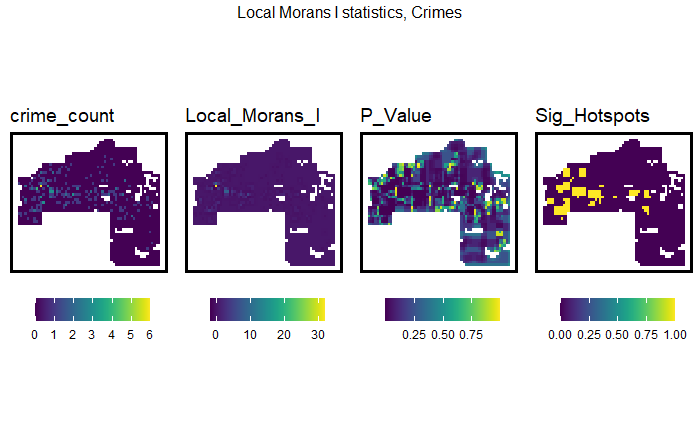 Local Morans I statistics, Crimes
crime_count Local_Morans_I P_Value Sig_Hotspots
0 1 2 3 4 5 6 0 10 20 30 0.25 0.50 0.75 0.00 0.25 0.50 0.75 1.00